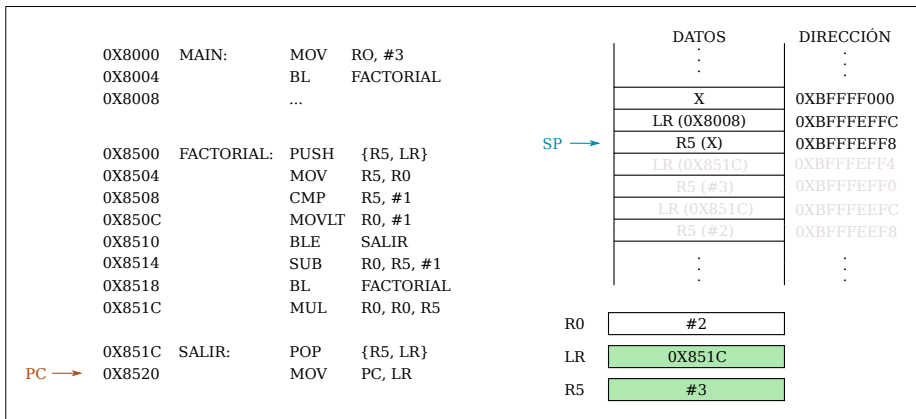 0X8000 MAIN: MOV RO, #3
0X8004 BL FACTORIAL
0X8008 ...
0X8500 FACTORIAL: PUSH {R5, LR}
0X8504 MOV R5, R0
0X8508 CMP R5, #1
0X850C MOVLT R0, #1
0X8510 BLE SALIR
0X8514 SUB R0, R5, #1
0X8518 BL FACTORIAL
0X851C MUL R0, R0, R5
0X851C SALIR: POP {R5, LR}
PC 0X8520 MOV PC, LR
DATOS DIRECCIÓN
X 0XBFFFF000
LR (0X8008) 0XBFFFEFFC
SP R5 (X) 0XBFFFEFF8
LR (0X851C) 0XBFFFEFF4
R5 (#3) 0XBFFFEFF0
LR (0X851C) 0XBFFFEEFC
R5 (#2) 0XBFFFEEF8
R0 #2
LR 0X851C
R5 #3